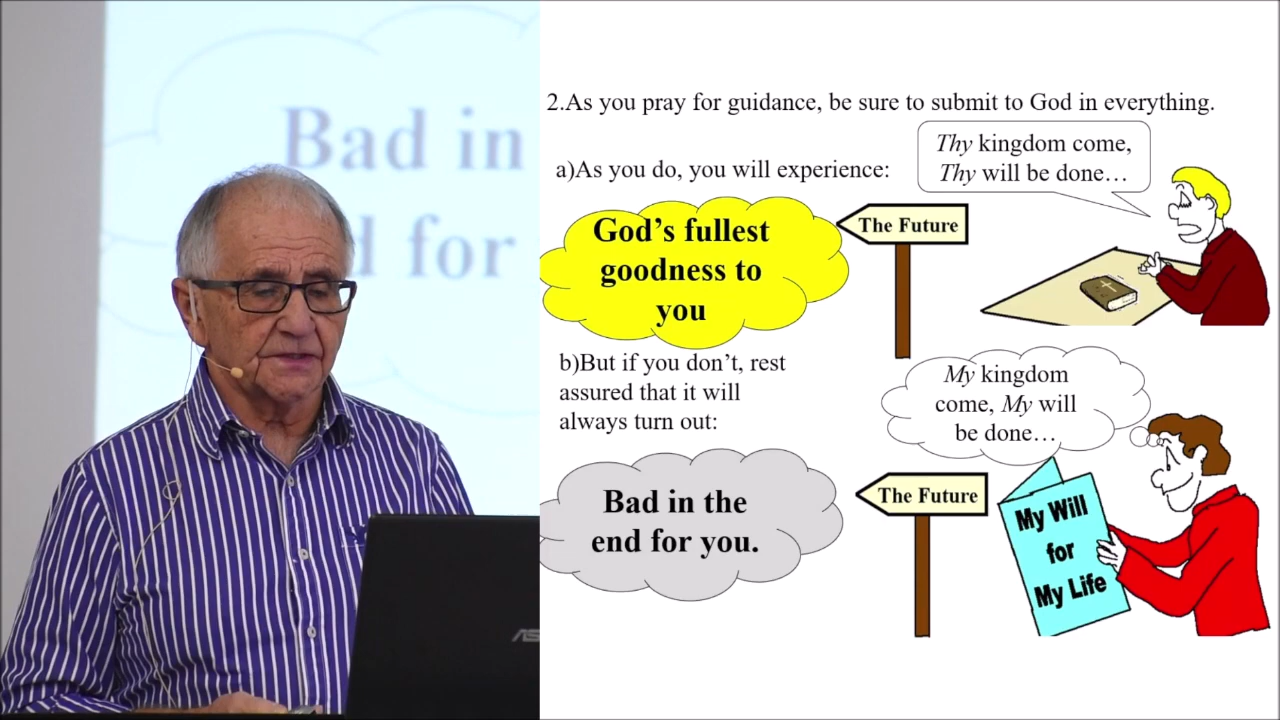 Bad in
d for
AS
2.As you pray for guidance, be sure to submit to God in everything.
Thy kingdom come,
Thy will be done…
a)As you do, you will experience:
God's fullest
goodness to
you
The Future
b)But if you don't, rest
assured that it will
always turn out:
My kingdom
come, My will
be done…
Bad in the
end for you.
The Future
My Will
for
My Life